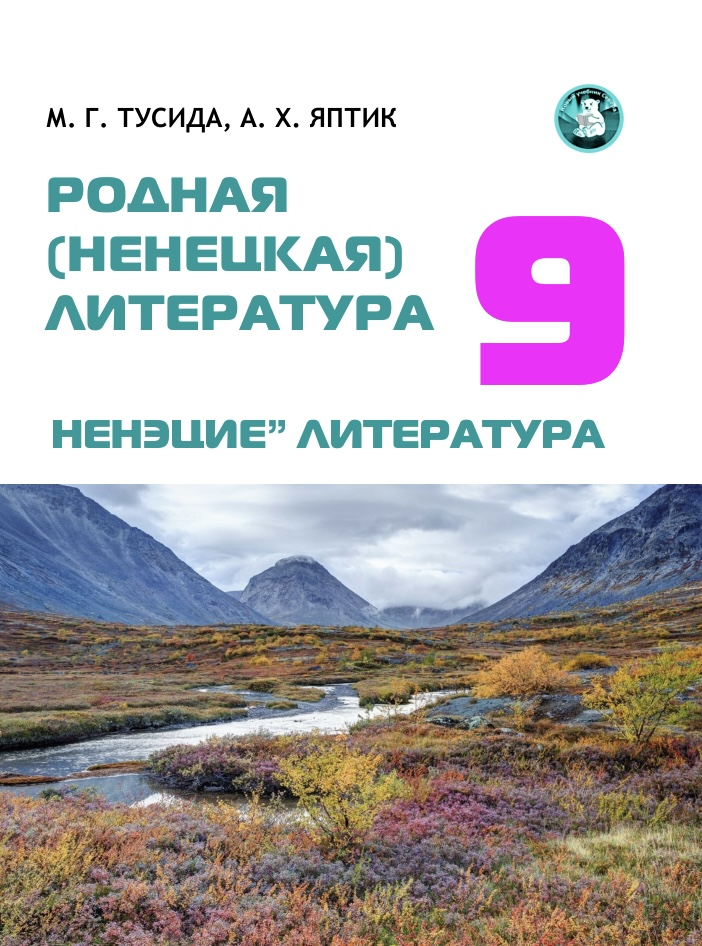 М. Г. ТУСИДА, А. Х. ЯПТИК
РОДНАЯ
(НЕНЕЦКАЯ)
ЛИТЕРАТУРА
9
НЕНЭЦИЕ” ЛИТЕРАТУРА